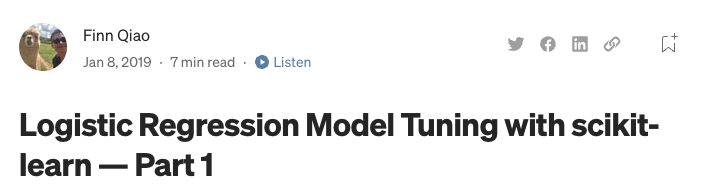 Finn Qiao
Jan 8, 2019 · 7 min read · Listen
Logistic Regression Model Tuning with scikit-
learn — Part 1